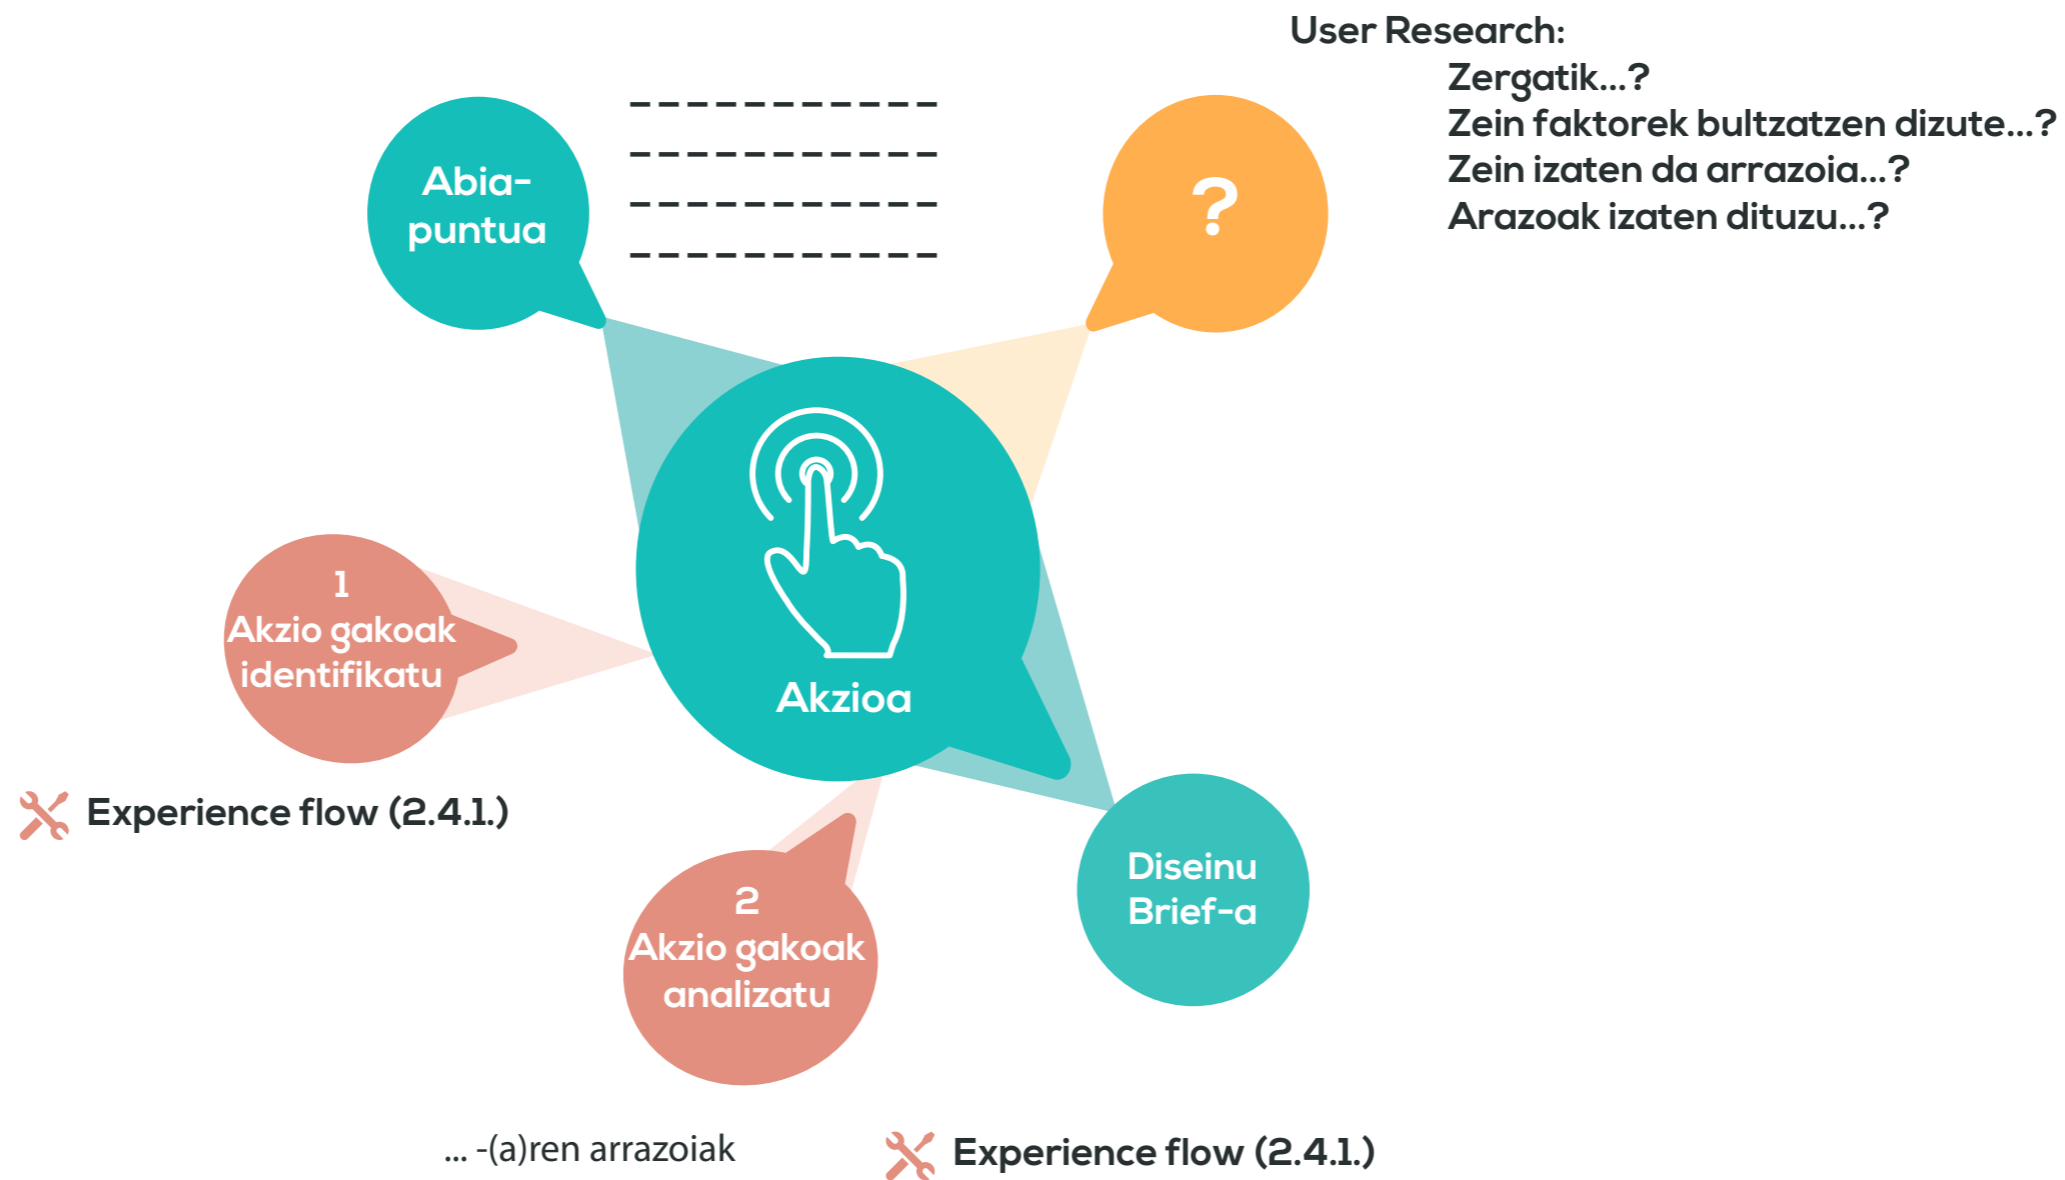 User Research:
Zergatik...?
Zein faktorek bultzatzen dizute...?
Zein izaten da arrazoia...?
Arazoak izaten dituzu...?
Abia-
puntua
?
Akzioa
1
Akzio gakoak
identifikatu
Experience flow (2.4.1.)
2
Akzio gakoak
analizatu
Diseinu
Brief-a
... -(a)ren arrazoiak
Experience flow (2.4.1.)